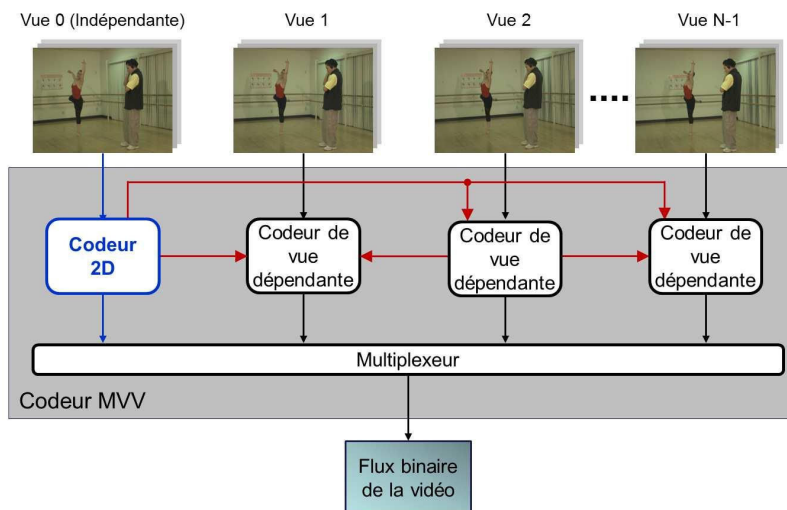 Vue 0 (Indépendante)
Vue 1
Vue 2
Vue N-1
Codeur
2D
Codeur de
vue
dépendante
Codeur de
vue
dépendante
Codeur de
vue
dépendante
Multiplexeur
Codeur MVV
Flux binaire
de la vidéo